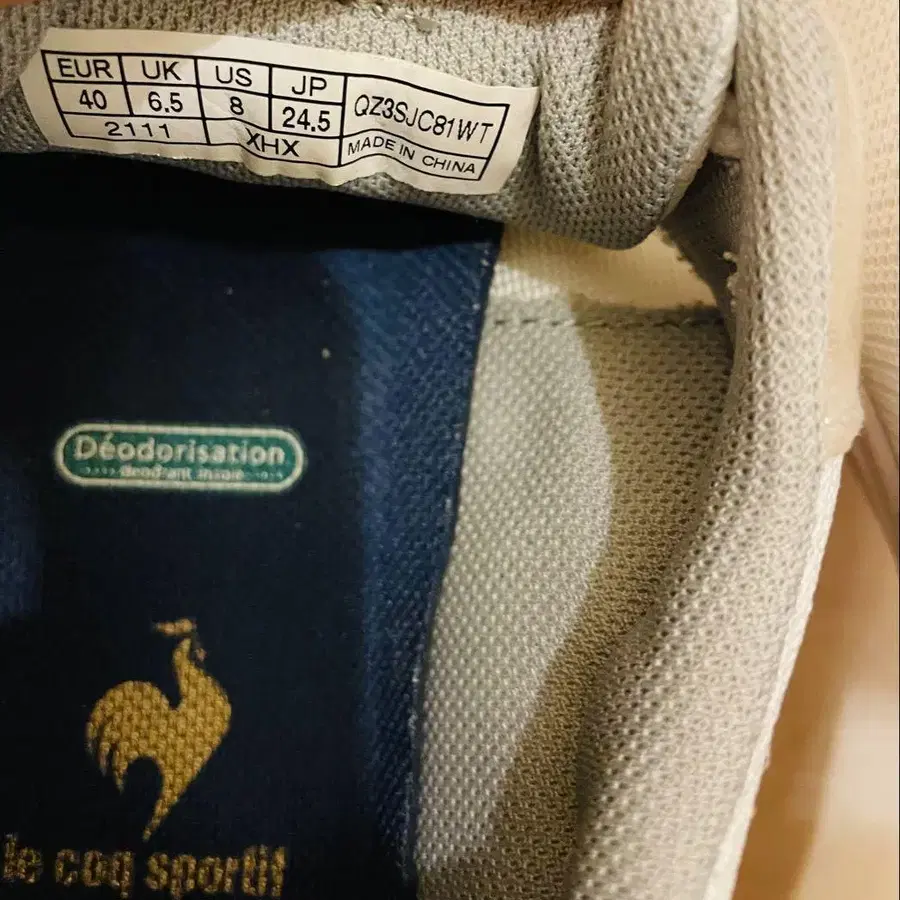 EUR UK US JP QZ3SJC81WT
40 6.5 8 24.5
2111 XHX MADE IN CHINA
Déodorisation
le coq sportif